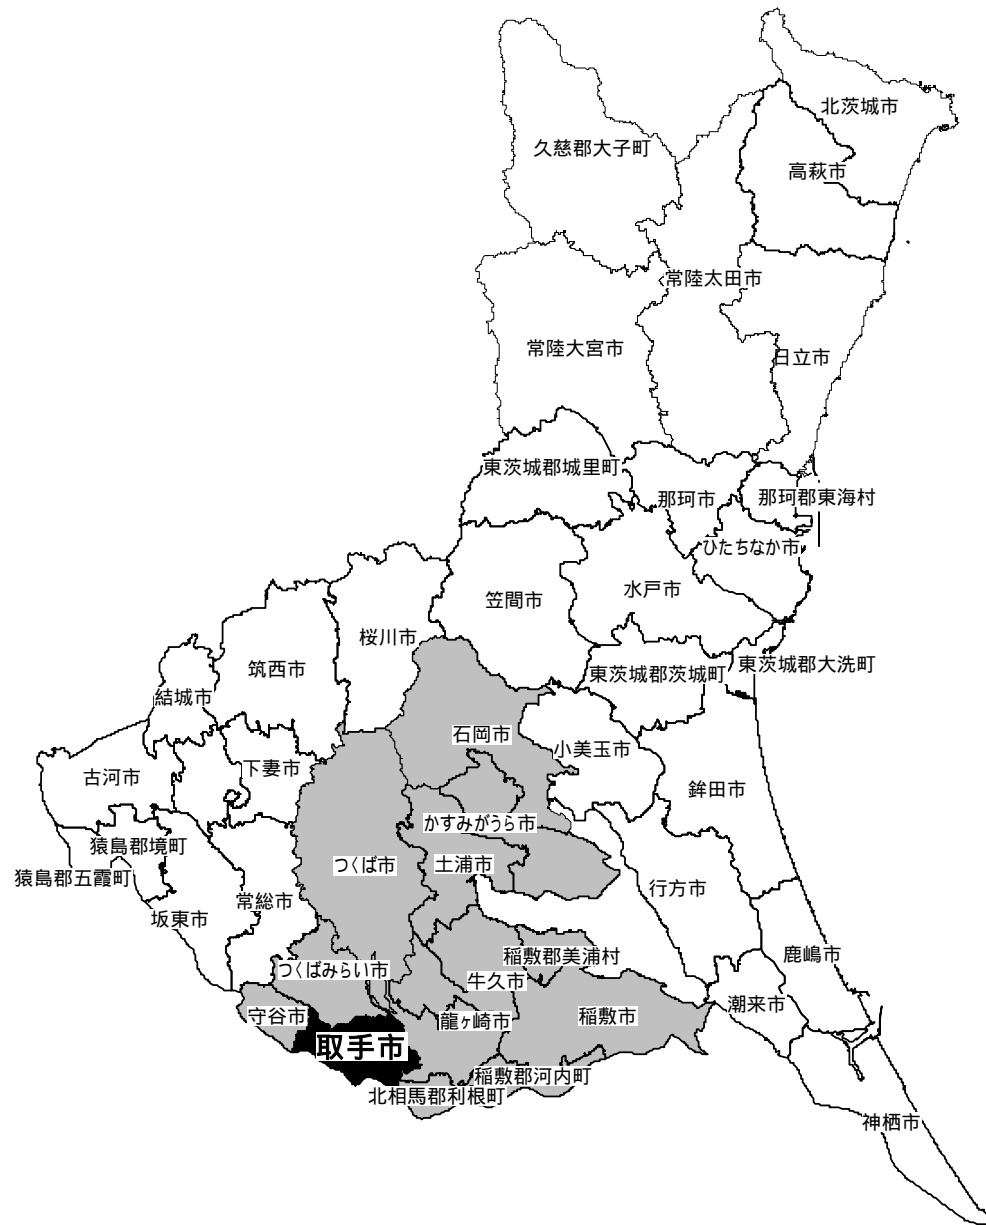 北茨城市
久慈郡大子町
高萩市
常陸太田市
常陸大宮市
日立市
東茨城郡城里町
那珂市
那珂郡東海村
ひたちなか市
水戸市
笠間市
桜川市
筑西市
東茨城郡茨城町
東茨城郡大洗町
結城市
石岡市
小美玉市
下妻市
古河市
鉾田市
かすみがうら市
猿島郡境町
つくば市
土浦市
猿島郡五霞町
行方市
常総市
坂東市
稲敷郡美浦村
鹿嶋市
つくばみらい市
牛久市
潮来市
守谷市
龍ヶ崎市
稲敷市
取手市
稲敷郡河内町
北相馬郡利根町
神栖市